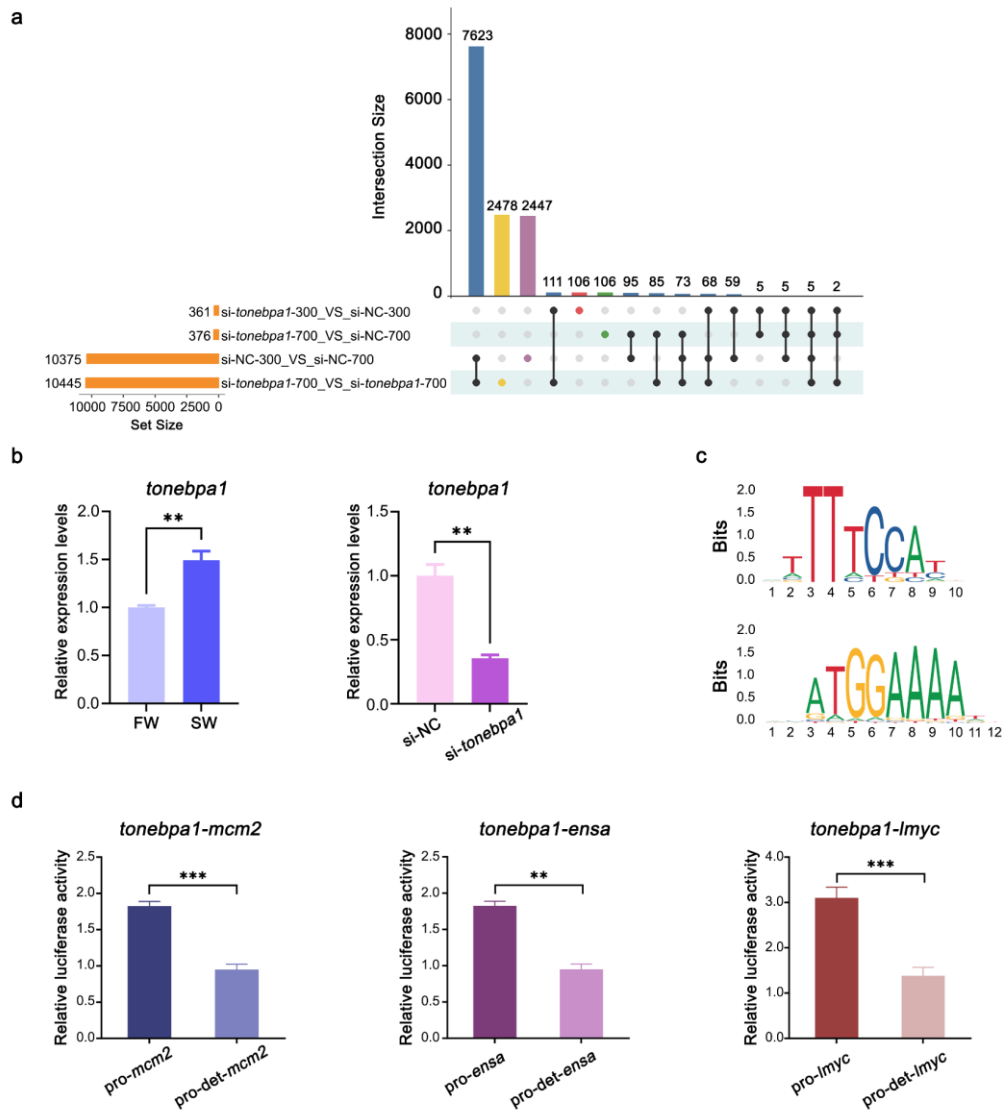 a
8000
6000
4000
2000
0
Intersection Size
7623
2478
2447
111 106 106 95 85 73 68 59 5 5 5 2
361 si-tonebpa1-300_VS_si-NC-300
376 si-tonebpa1-700_VS_si-NC-700
10375 si-NC-300_VS_si-NC-700
10445 si-tonebpa1-700_VS_si-tonebpa1-700
10000 7500 5000 2500 0
Set Size
b
tonebpa1
Relative expression levels
2.0
1.5
1.0
0.5
0.0
**
FW SW
tonebpa1
Relative expression levels
1.5
1.0
0.5
0.0
**
si-NC
si-tonebpa1
c
Bits
2.0
1.5
1.0
0.5
0.0
TTTTCCAT
1 2 3 4 5 6 7 8 9 10
Bits
2.0
1.5
1.0
0.5
0.0
ATGGAAAA
1 2 3 4 5 6 7 8 9 10 11 12
d
tonebpa1-mcm2
Relative luciferase activity
2.5
2.0
1.5
1.0
0.5
0.0
***
pro-mcm2
pro-det-mcm2
tonebpa1-ensa
Relative luciferase activity
2.5
2.0
1.5
1.0
0.5
0.0
**
pro-ensa
pro-det-ensa
tonebpa1-lmyc
Relative luciferase activity
4.0
3.0
2.0
1.0
0.0
***
pro-lmyc
pro-det-lmyc